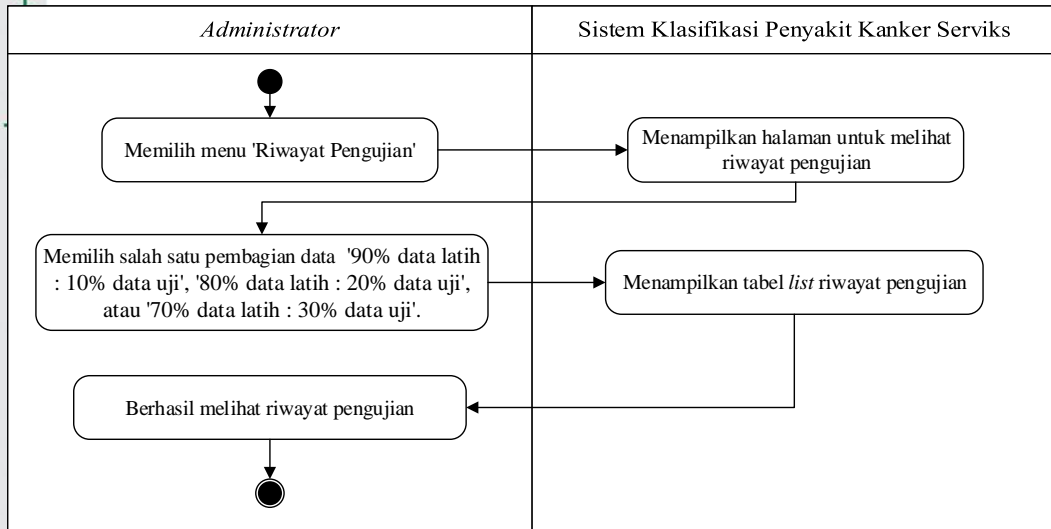 Administrator
Sistem Klasifikasi Penyakit Kanker Serviks
Memilih menu 'Riwayat Pengujian'
Menampilkan halaman untuk melihat
riwayat pengujian
Memilih salah satu pembagian data '90% data latih
: 10% data uji', '80% data latih : 20% data uji',
atau '70% data latih : 30% data uji'.
Menampilkan tabel list riwayat pengujian
Berhasil melihat riwayat pengujian